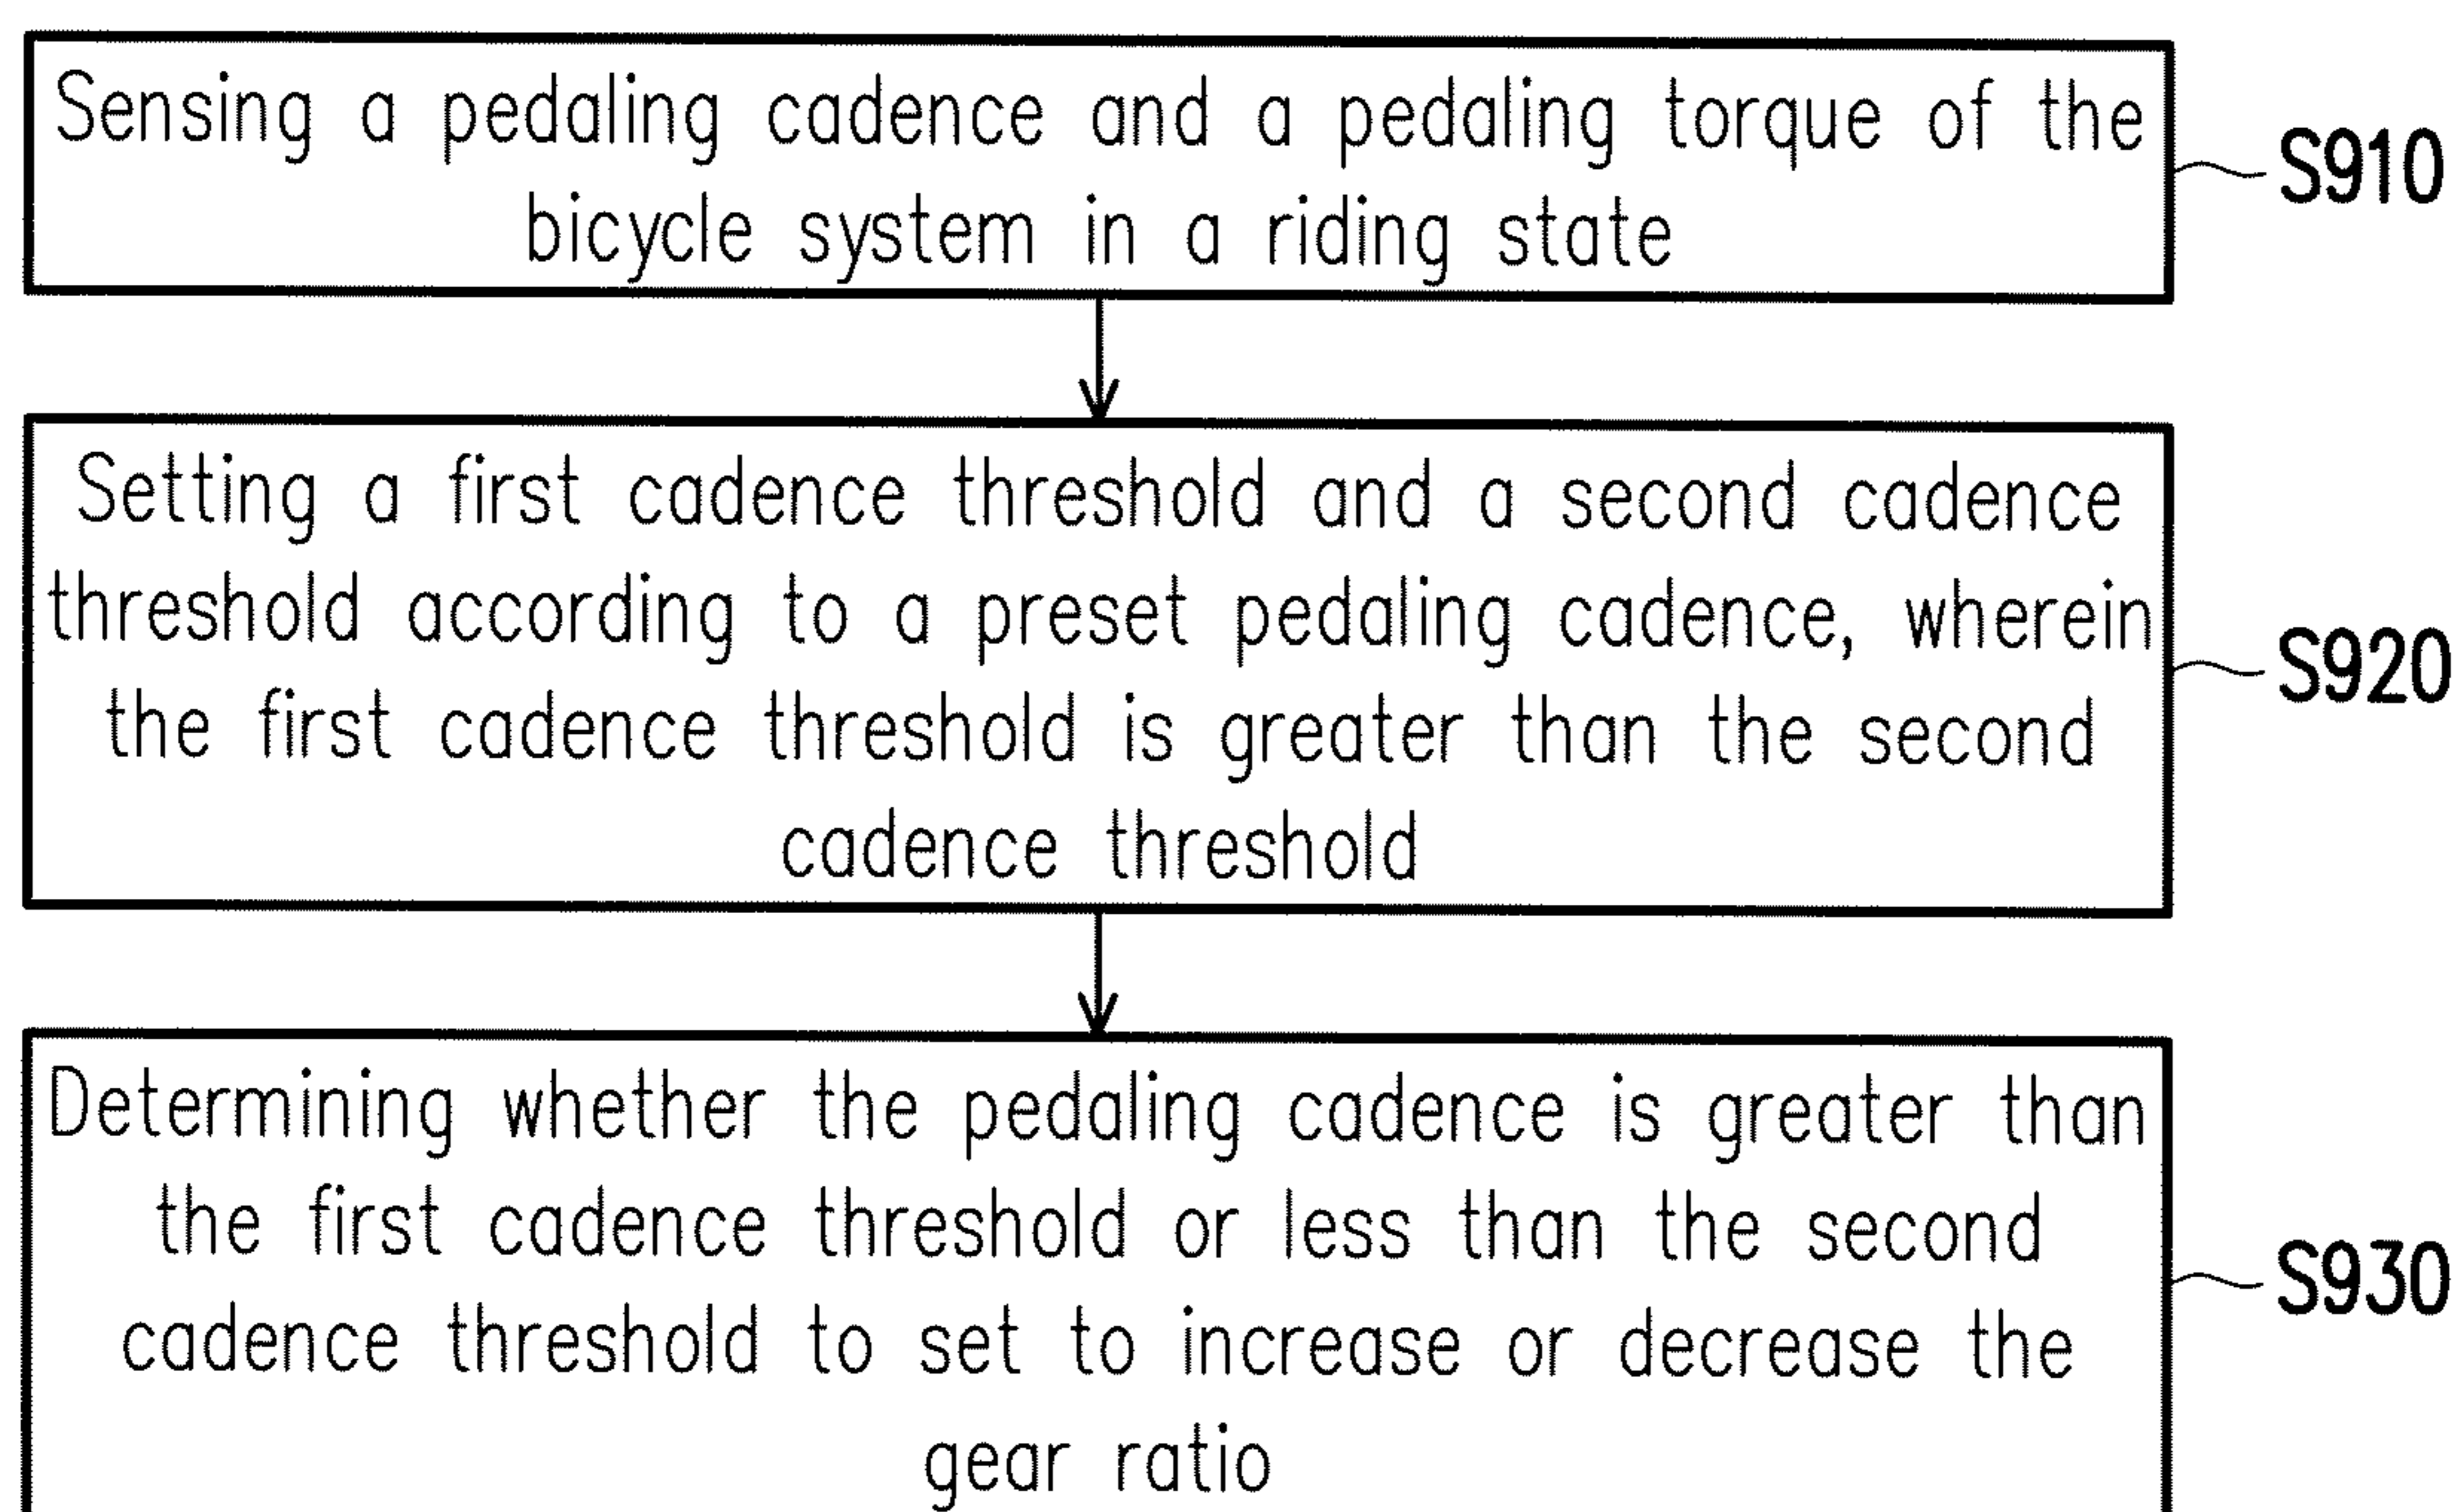 Sensing a pedaling cadence and a pedaling torque of the
bicycle system in a riding state
S910
Setting a first cadence threshold and a second cadence
threshold according to a preset pedaling cadence, wherein
the first cadence threshold is greater than the second
cadence threshold
S920
Determining whether the pedaling cadence is greater than
the first cadence threshold or less than the second
cadence threshold to set to increase or decrease the
gear ratio
S930